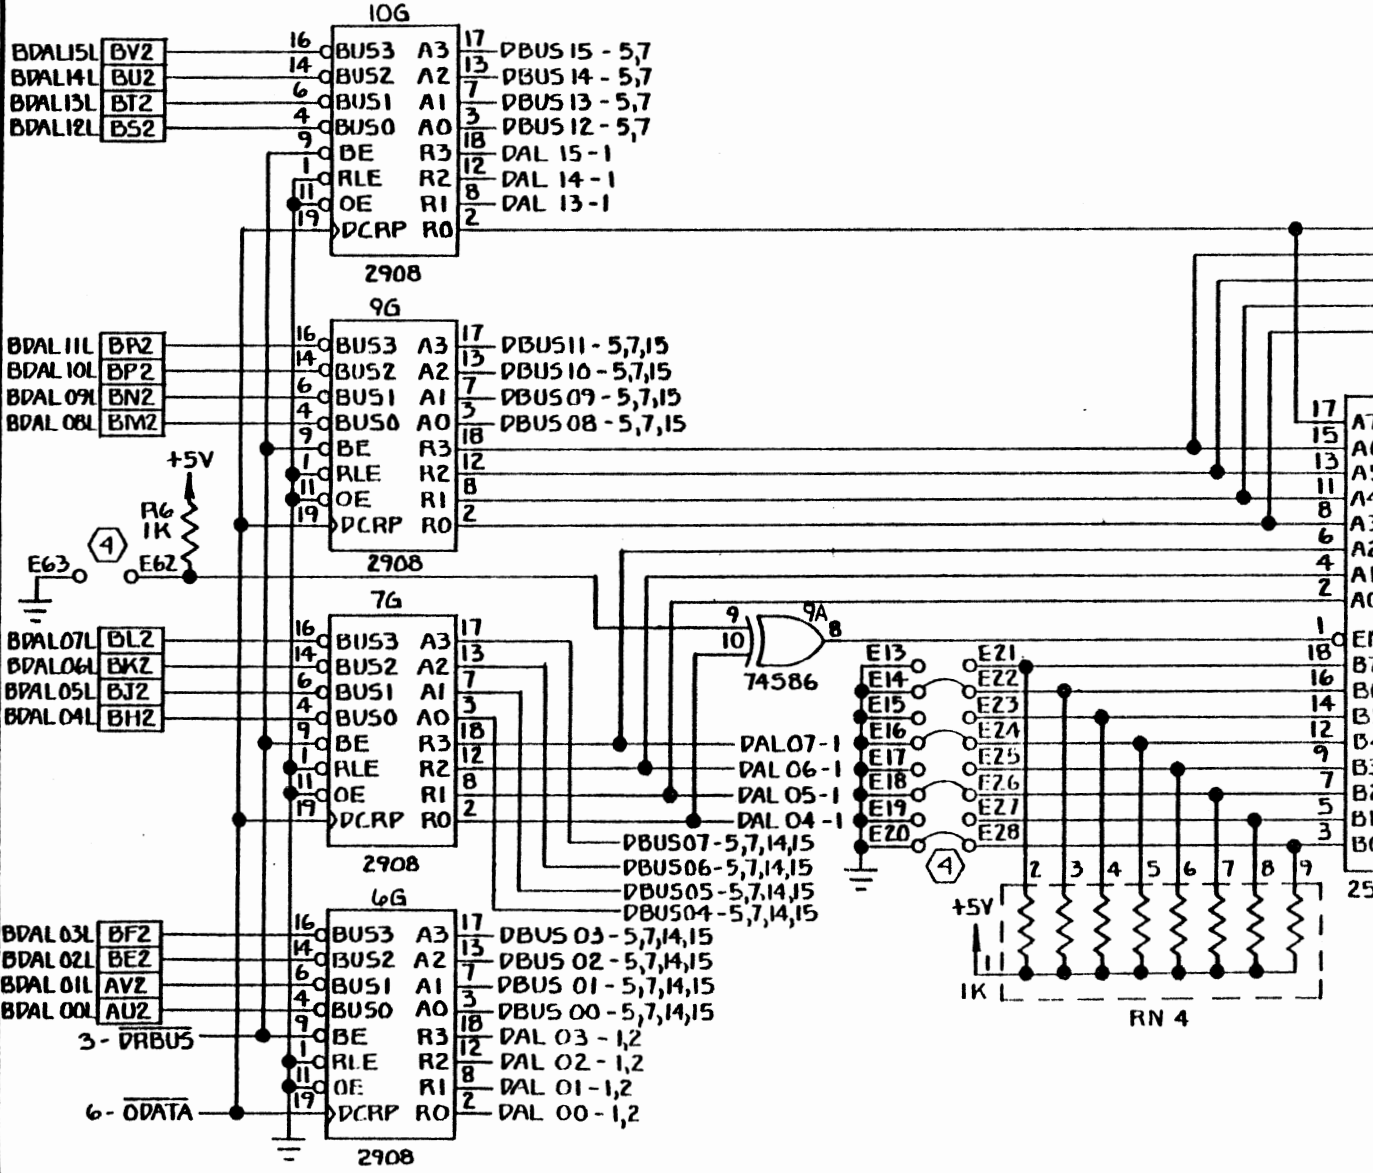 10G
BDAL15L BV2 16 BUS3 A3 17 DBUS 15 - 5,7
BDAL14L BU2 14 BUS2 A2 13 DBUS 14 - 5,7
BDAL13L BT2 6 BUS1 A1 7 DBUS 13 - 5,7
BDAL12L BS2 4 BUS0 A0 3 DBUS 12 - 5,7
9 BE R3 18 DAL 15-1
1 RLE R2 12 DAL 14-1
11 OE R1 8 DAL 13-1
19 DCRP R0 2
2908
9G
BDAL11L BR2 16 BUS3 A3 17 DBUS11 - 5,7,15
BDAL10L BP2 14 BUS2 A2 13 DBUS10 - 5,7,15
BDAL09L BN2 6 BUS1 A1 7 DBUS09 - 5,7,15
BDAL08L BM2 4 BUS0 A0 3 DBUS08 - 5,7,15
9 BE R3 18
1 RLE R2 12
11 OE R1 8
19 DCRP R0 2
2908
+5V
R6
1K
4
E63 E62
17
15
13
11
8
6
4
2
7G
BDAL07L BL2 16 BUS3 A3 17
BDAL06L BK2 14 BUS2 A2 13
BDAL05L BJ2 6 BUS1 A1 7
BDAL04L BH2 4 BUS0 A0 3
9 BE R3 18 DAL07-1
1 RLE R2 12 DAL 06-1
11 OE R1 8 DAL 05-1
19 DCRP R0 2 DAL 04-1
2908
DBUS07-5,7,14,15
DBUS06-5,7,14,15
DBUS05-5,7,14,15
DBUS04-5,7,14,15
9 9A
10 8
74S86
1
E13 E21 18
E14 E22 16
E15 E23 14
E16 E24 12
E17 E25 9
E18 E26 7
E19 E27 5
E20 E28 3
4
2 3 4 5 6 7 8 9
+5V
1
1K
RN 4
6G
BDAL03L BF2 16 BUS3 A3 17 DBUS 03 - 5,7,14,15
BDAL02L BE2 14 BUS2 A2 13 DBUS 02 - 5,7,14,15
BDAL01L AV2 6 BUS1 A1 7 DBUS 01 - 5,7,14,15
BDAL00L AU2 4 BUS0 A0 3 DBUS 00 - 5,7,14,15
3 - DRBUS 9 BE R3 18 DAL 03 - 1,2
1 RLE R2 12 DAL 02 - 1,2
11 OE R1 8 DAL 01 - 1,2
6 - ODATA 19 DCRP R0 2 DAL 00 - 1,2
2908